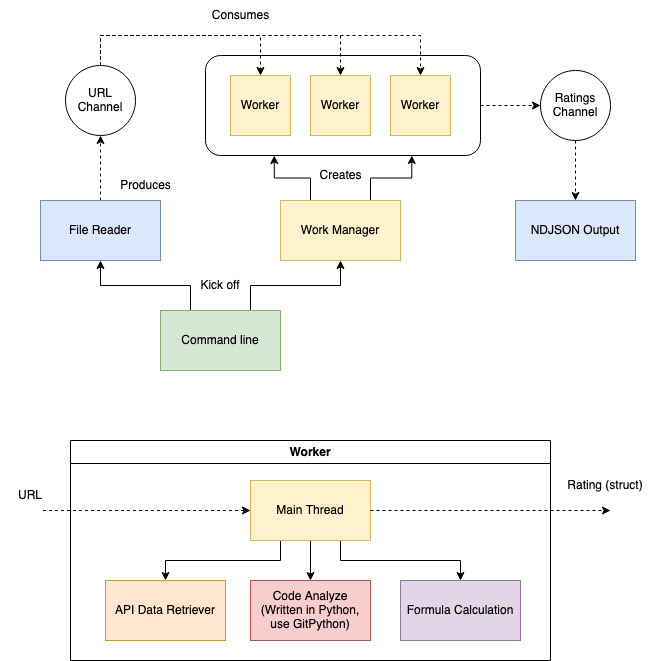 Consumes
URL
Channel
Worker
Worker
Worker
Ratings
Channel
Produces
Creates
File Reader
Work Manager
NDJSON Output
Kick off
Command line
Worker
URL
Main Thread
Rating (struct)
API Data Retriever
Code Analyze
(Written in Python,
use GitPython)
Formula Calculation